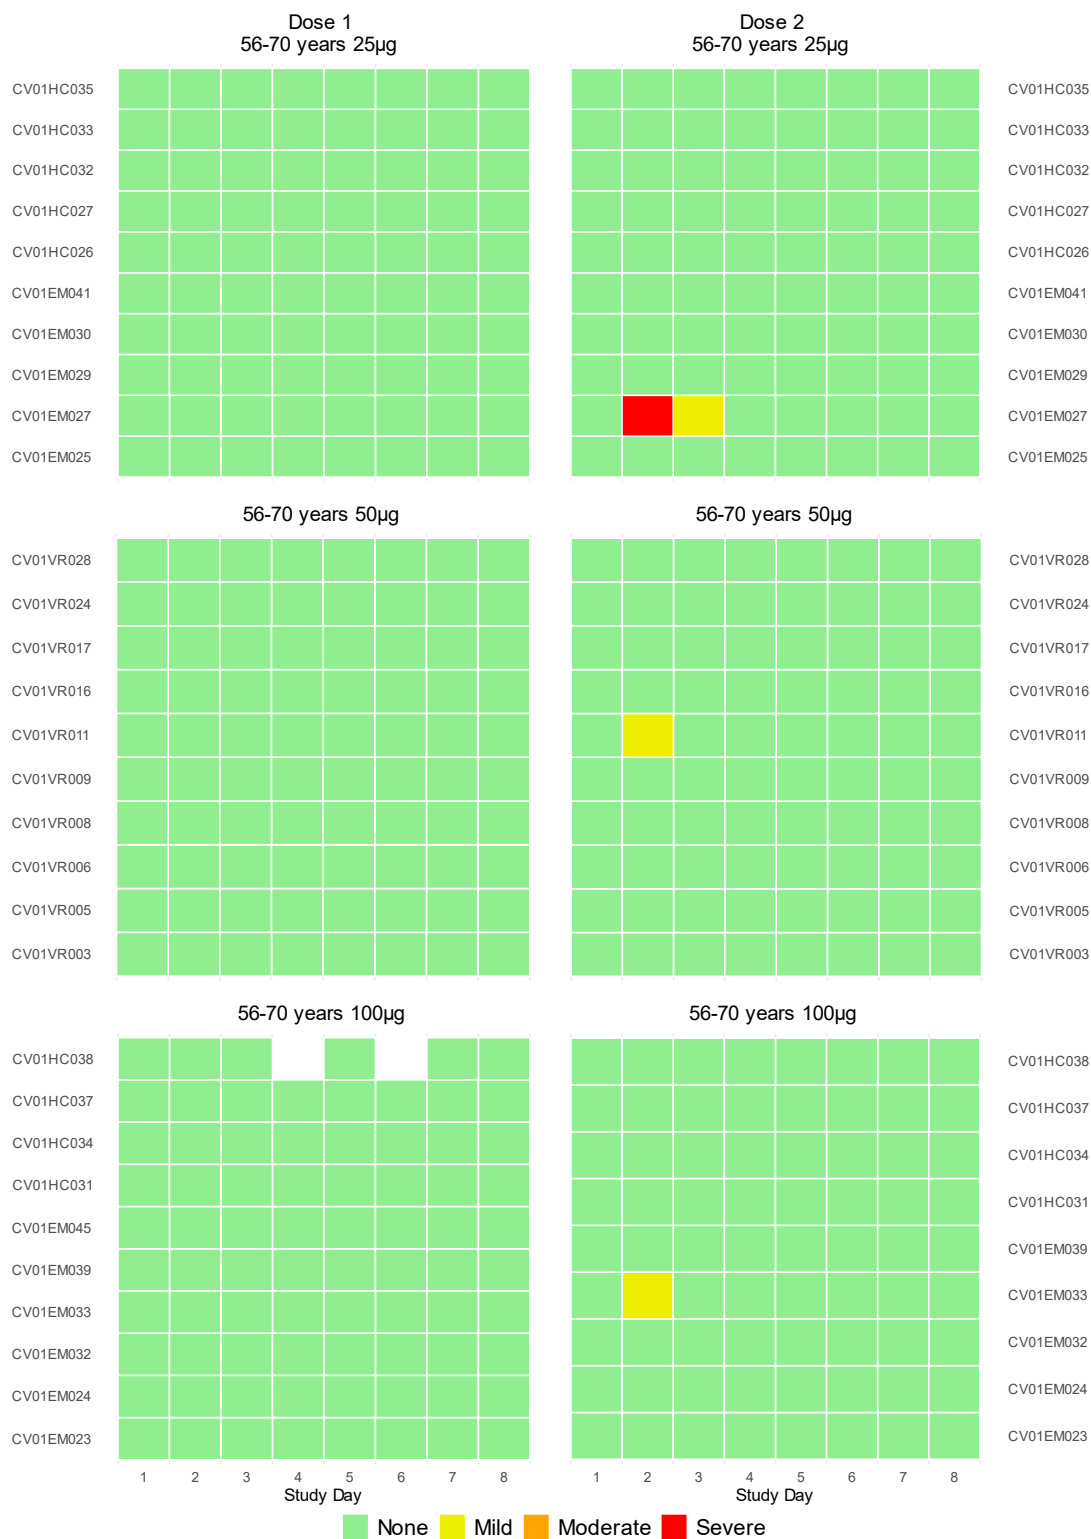 Dose 1
56-70 years 25µg
Dose 2
56-70 years 25µg
CV01HC035 CV01HC035
CV01HC033 CV01HC033
CV01HC032 CV01HC032
CV01HC027 CV01HC027
CV01HC026 CV01HC026
CV01EM041 CV01EM041
CV01EM030 CV01EM030
CV01EM029 CV01EM029
CV01EM027 CV01EM027
CV01EM025 CV01EM025
56-70 years 50µg 56-70 years 50µg
CV01VR028 CV01VR028
CV01VR024 CV01VR024
CV01VR017 CV01VR017
CV01VR016 CV01VR016
CV01VR011 CV01VR011
CV01VR009 CV01VR009
CV01VR008 CV01VR008
CV01VR006 CV01VR006
CV01VR005 CV01VR005
CV01VR003 CV01VR003
56-70 years 100µg
CV01HC038
CV01HC037
CV01HC034
CV01HC031
CV01EM045
CV01EM039
CV01EM033
CV01EM032
CV01EM024
CV01EM023
1 2 3 4 5 6 7 8
Study Day
56-70 years 100µg
CV01HC038
CV01HC037
CV01HC034
CV01HC031
CV01EM039
CV01EM033
CV01EM032
CV01EM024
CV01EM023
1 2 3 4 5 6 7 8
Study Day
None Mild Moderate Severe